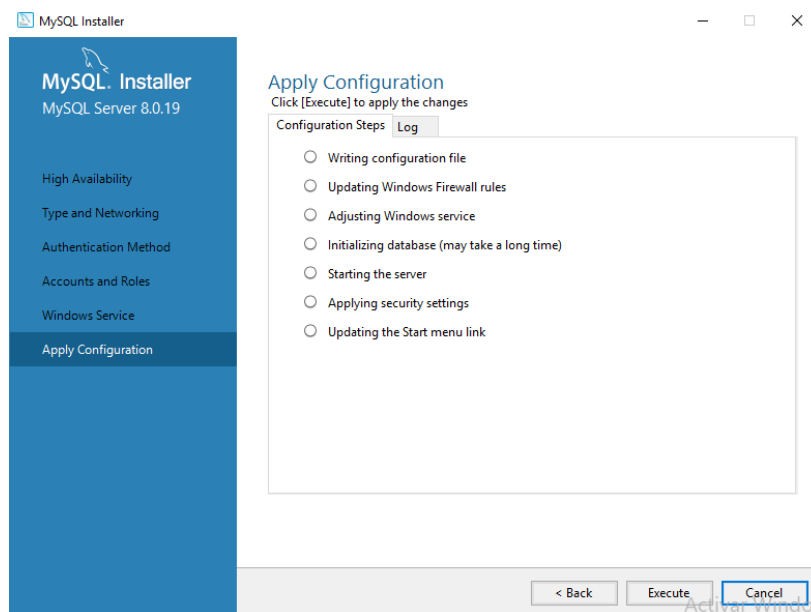 MySQL Installer
MySQL. Installer
MySQL Server 8.0.19
High Availability
Type and Networking
Authentication Method
Accounts and Roles
Windows Service
Apply Configuration
Apply Configuration
Click [Execute] to apply the changes
Configuration Steps Log
Writing configuration file
Updating Windows Firewall rules
Adjusting Windows service
Initializing database (may take a long time)
Starting the server
Applying security settings
Updating the Start menu link
< Back Execute Cancel
Activar